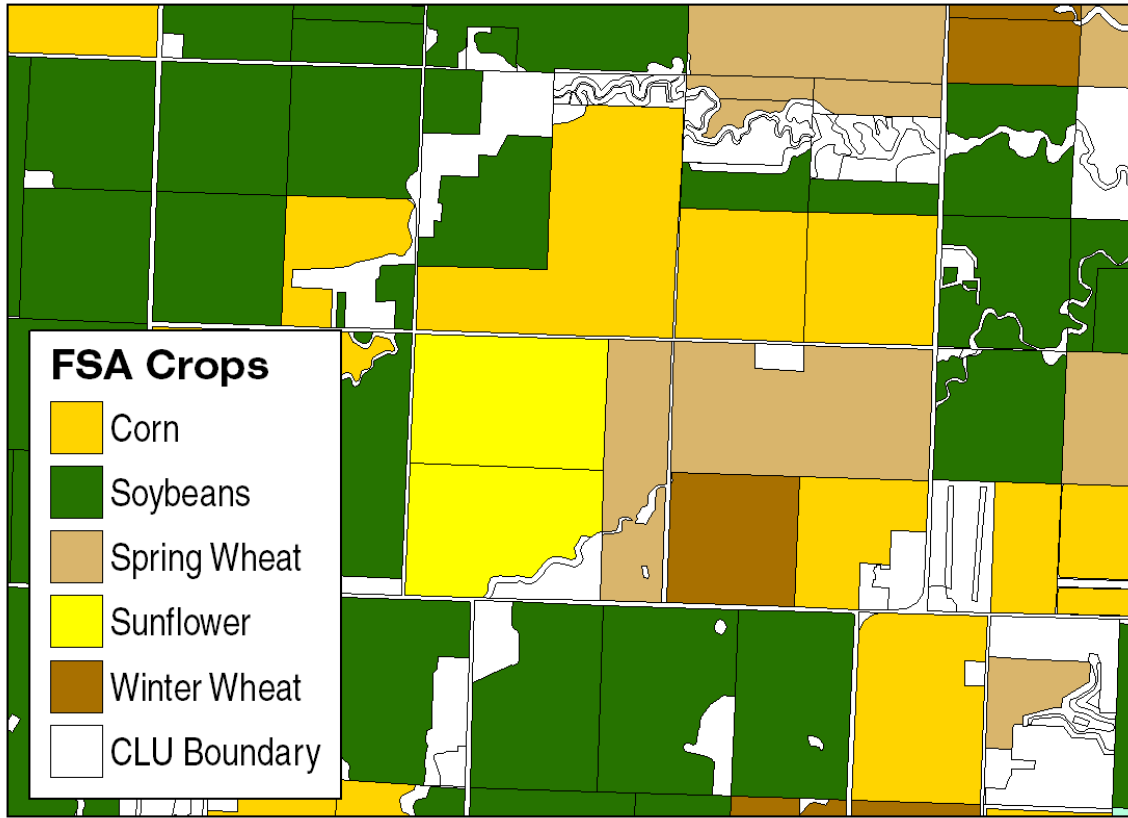 FSA Crops
Corn
Soybeans
Spring Wheat
Sunflower
Winter Wheat
CLU Boundary